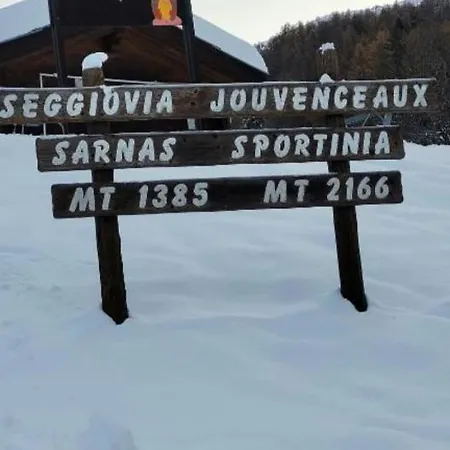 SEGGIOVIA JOUVENCEAUX
SARNAS SPORTINIA
MT 1385 MT 2166